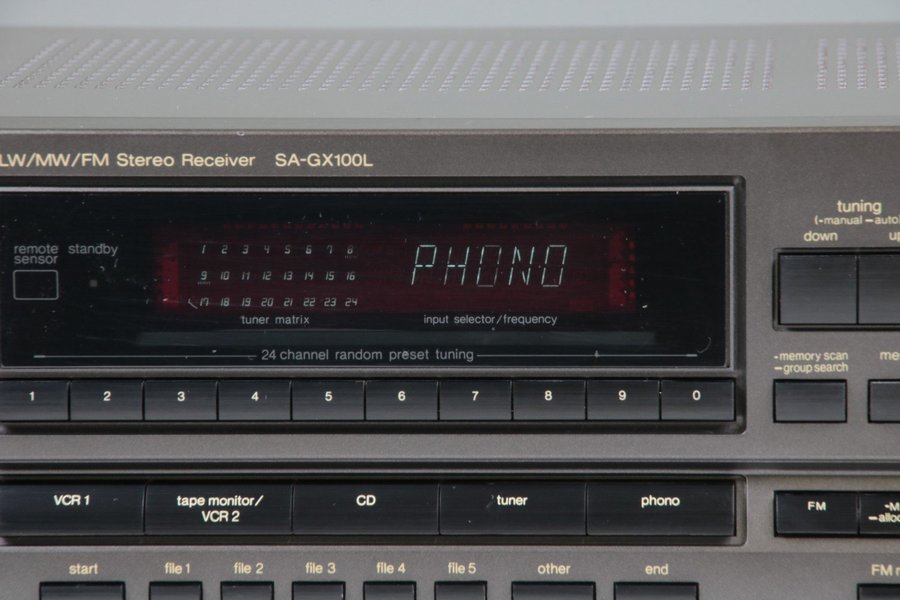 LW/MW/FM Stereo Receiver SA-GX100L
tuning
(-manual -auto
down up
remote
sensor
standby
1 2 3 4 5 6 7 8
9 10 11 12 13 14 15 16
17 18 19 20 21 22 23 24
PHONO
tuner matrix
input selector/frequency
24 channel random preset tuning
-memory scan
-group search
1 2 3 4 5 6 7 8 9 0
VCR 1
tape monitor/
VCR 2
CD
tuner
phono
FM
start
file 1
file 2
file 3
file 4
file 5
other
end
FM